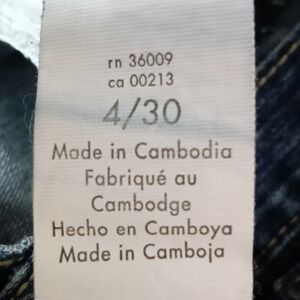 rn 36009
ca 00213
4/30
Made in Cambodia
Fabriqué au
Cambodge
Hecho en Camboya
Made in Camboja